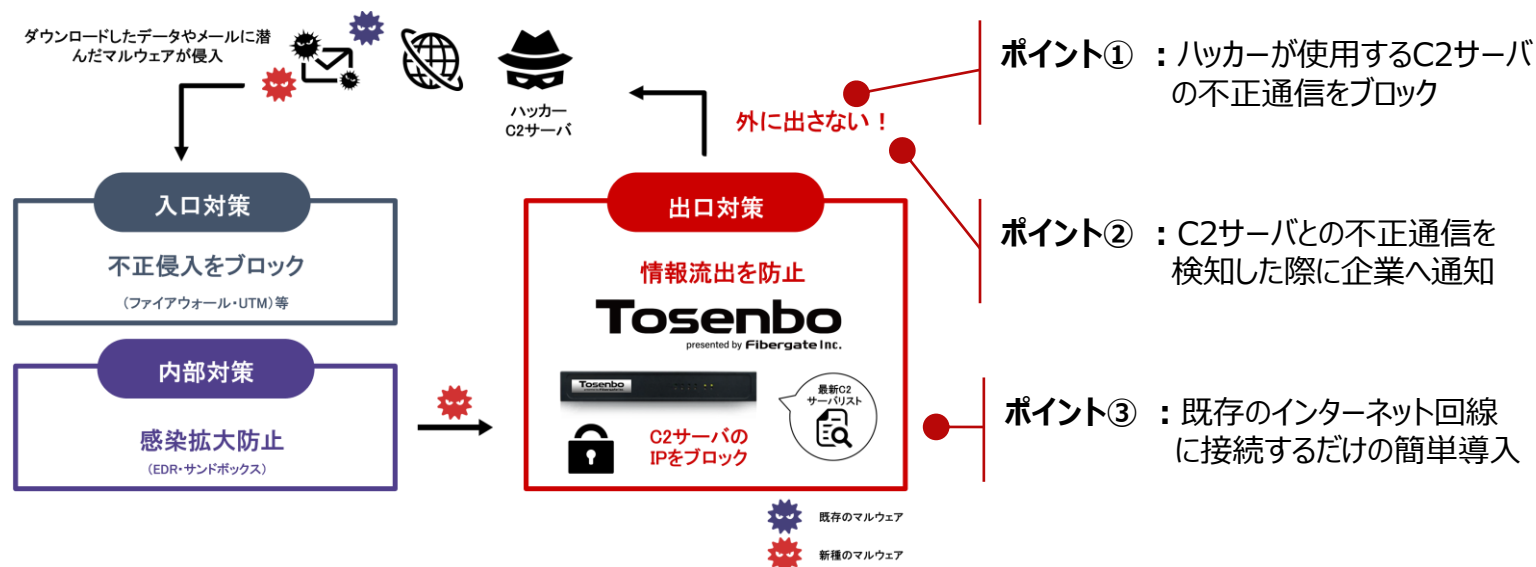 ダウンロードしたデータやメールに潜
んだマルウェアが侵入
ハッカー
C2サーバ
外に出さない！
入口対策
不正侵入をブロック
（ファイアウォール・UTM）等
内部対策
感染拡大防止
（EDR・サンドボックス）
出口対策
情報流出を防止
Tosenbo
presented by Fibergate Inc.
Tosenbo
最新C2
サーバリスト
C2サーバの
IPをブロック
既存のマルウェア
新種のマルウェア
ポイント① ：ハッカーが使用するC2サーバ
の不正通信をブロック
ポイント② ：C2サーバとの不正通信を
検知した際に企業へ通知
ポイント③ ：既存のインターネット回線
に接続するだけの簡単導入